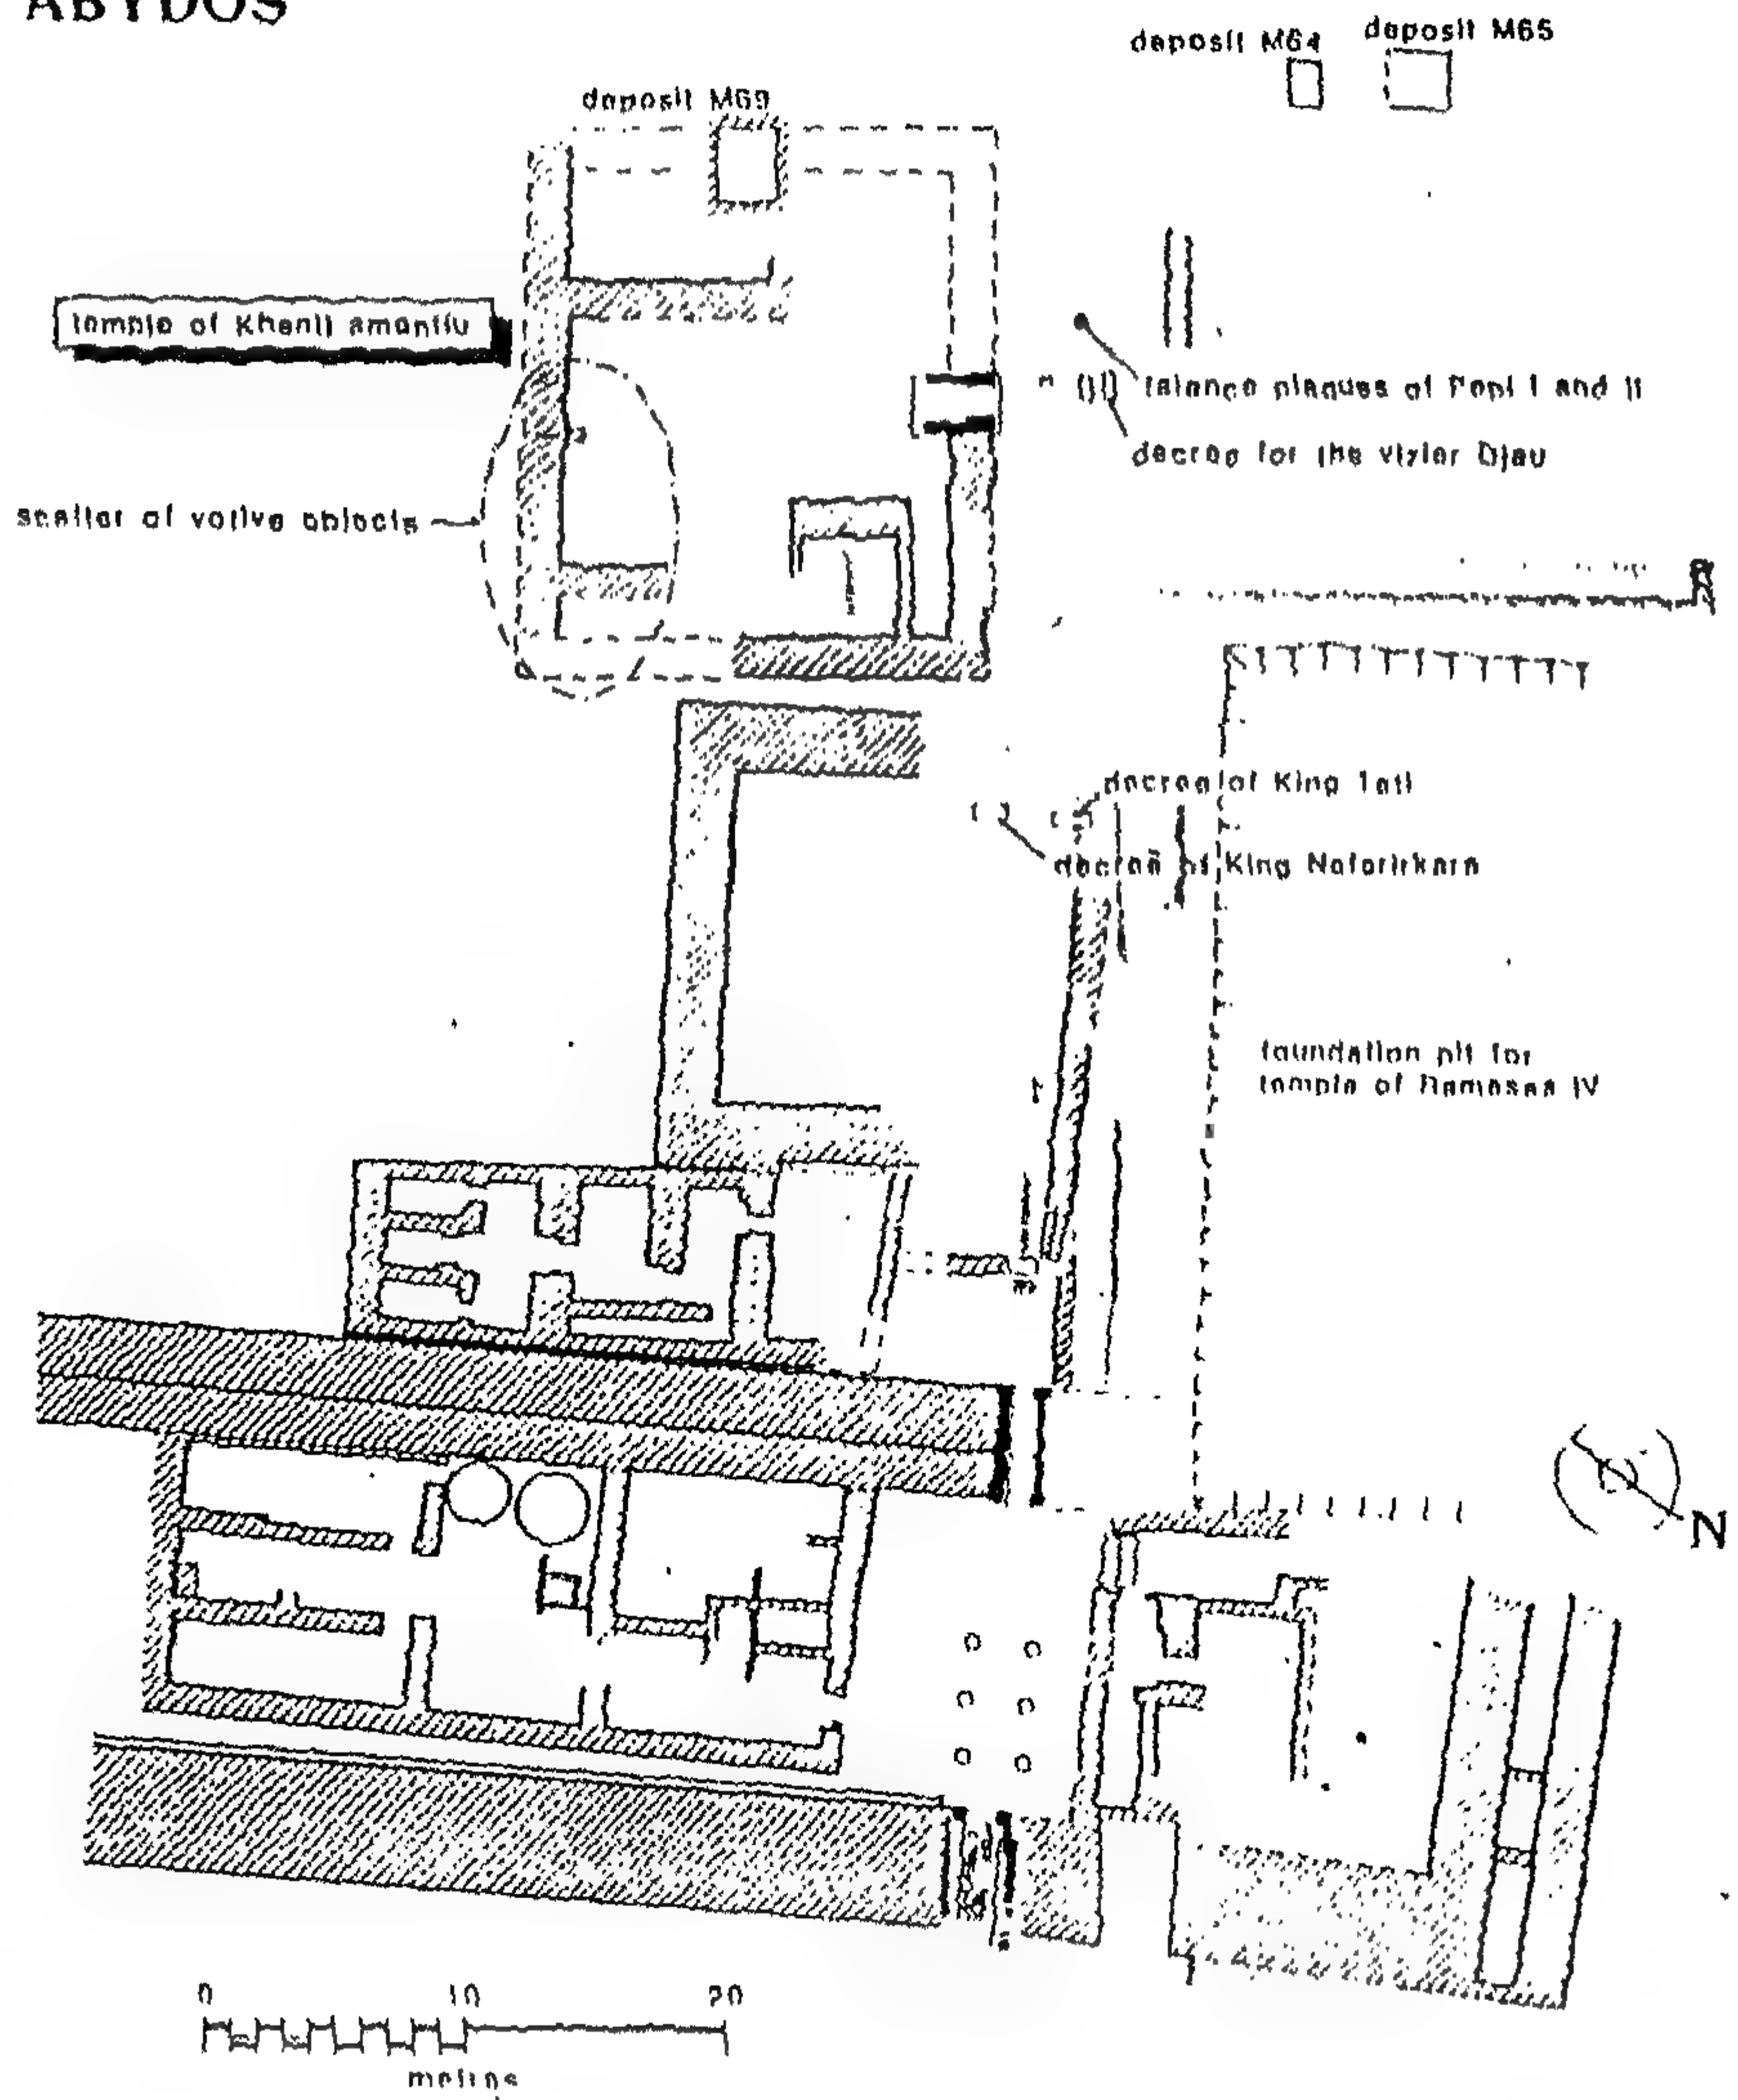 ABYDOS
deposit M64
deposit M65
deposit M69
temple of Khenti amentiu
faience plaques of Pepi I and II
decree for the vizier Djau
scatter of votive objects
decree of King Teti
decree of King Neferirkare
foundation pit for
temple of Ramesses IV
N
0 10 20
metres